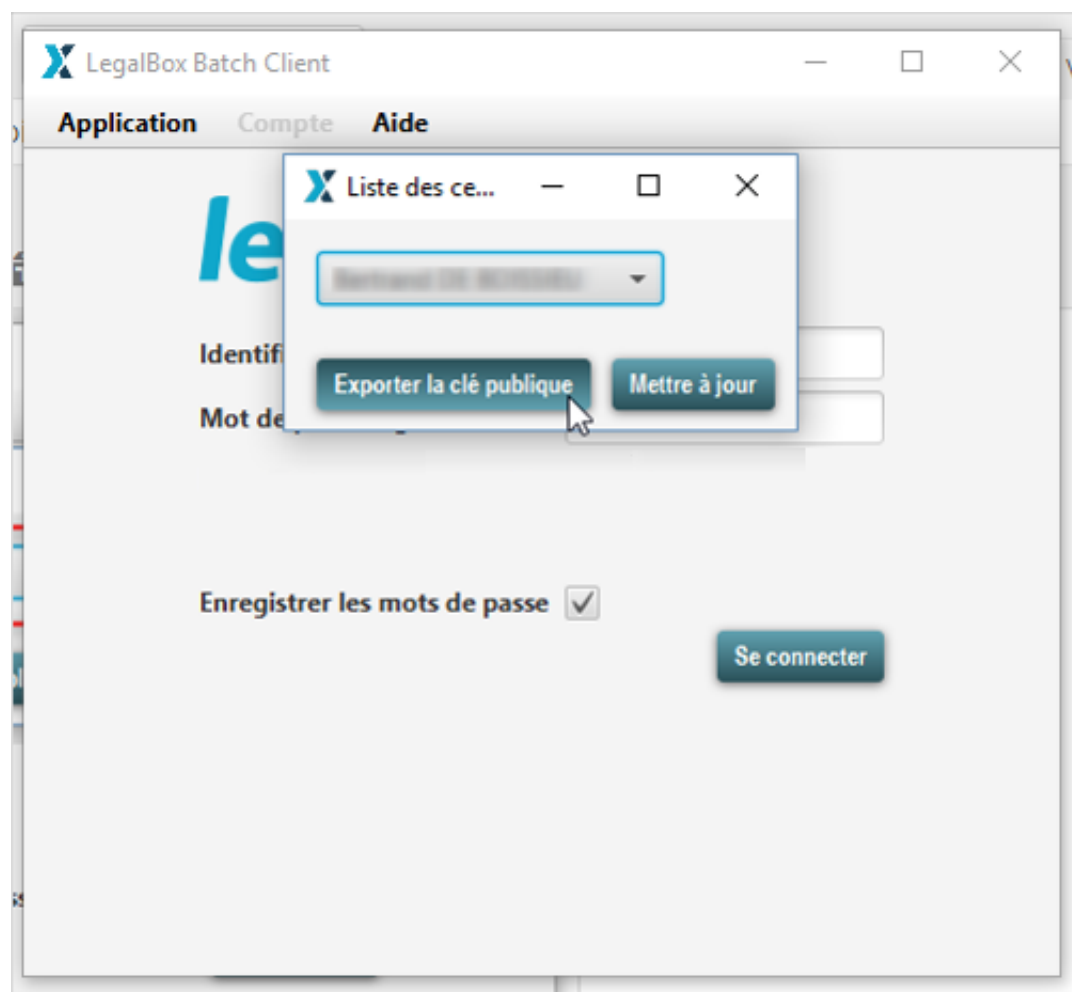 LegalBox Batch Client
Application Compte Aide
Liste des ce...
le
Identifi
Exporter la clé publique Mettre à jour
Mot de
Enregistrer les mots de passe
Se connecter